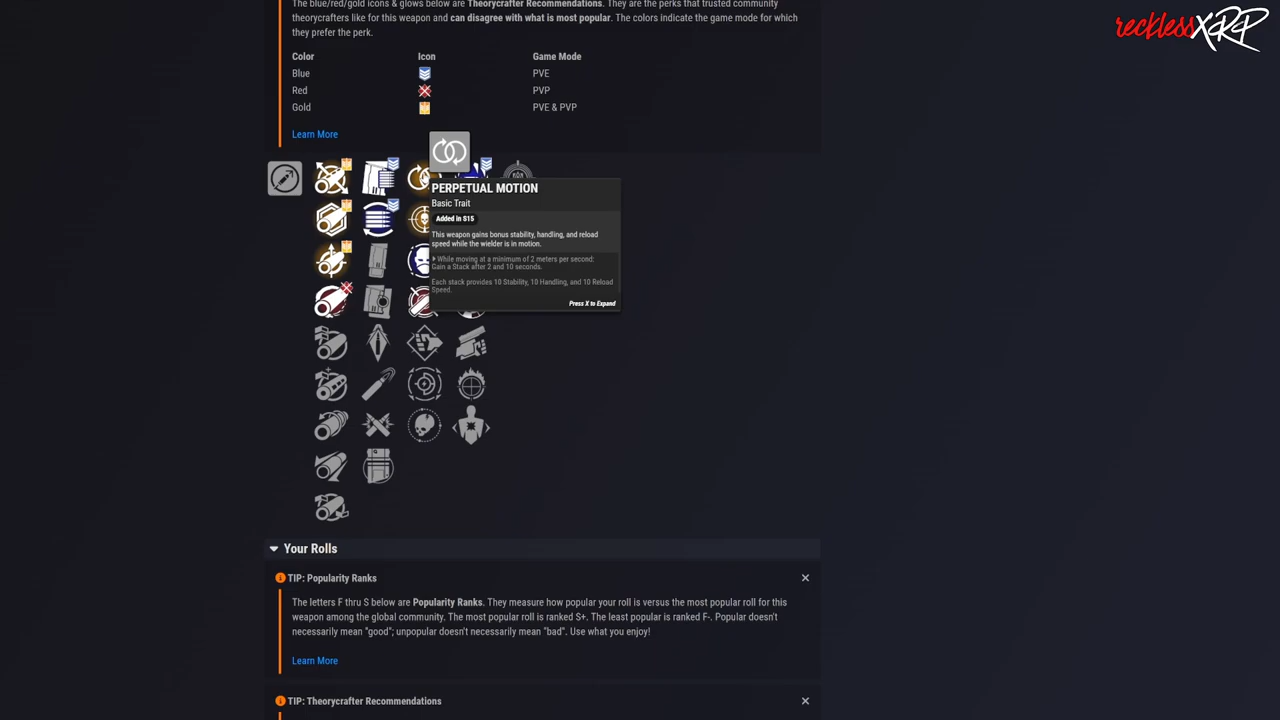 The blue/red/gold icons & glows below are Theorycrafter Recommendations. They are the perks that trusted community
theorycrafters like for this weapon and can disagree with what is most popular. The colors indicate the game mode for which
they prefer the perk.
recklessXRP
Color Icon Game Mode
Blue PVE
Red PVP
Gold PVE & PVP
Learn More
PERPETUAL MOTION
Basic Trait
Added in S15
This weapon gains bonus stability, handling, and reload
speed while the wielder is in motion.
While moving at a minimum of 2 meters per second:
Gain a Stack after 2 and 10 seconds.
Each stack provides 10 Stability, 10 Handling, and 10 Reload
Speed.
Press X to Expand
Your Rolls
TIP: Popularity Ranks
The letters F thru S below are Popularity Ranks. They measure how popular your roll is versus the most popular roll for this
weapon among the global community. The most popular roll is ranked S+. The least popular is ranked F-. Popular doesn't
necessarily mean "good"; unpopular doesn't necessarily mean "bad". Use what you enjoy!
Learn More
TIP: Theorycrafter Recommendations